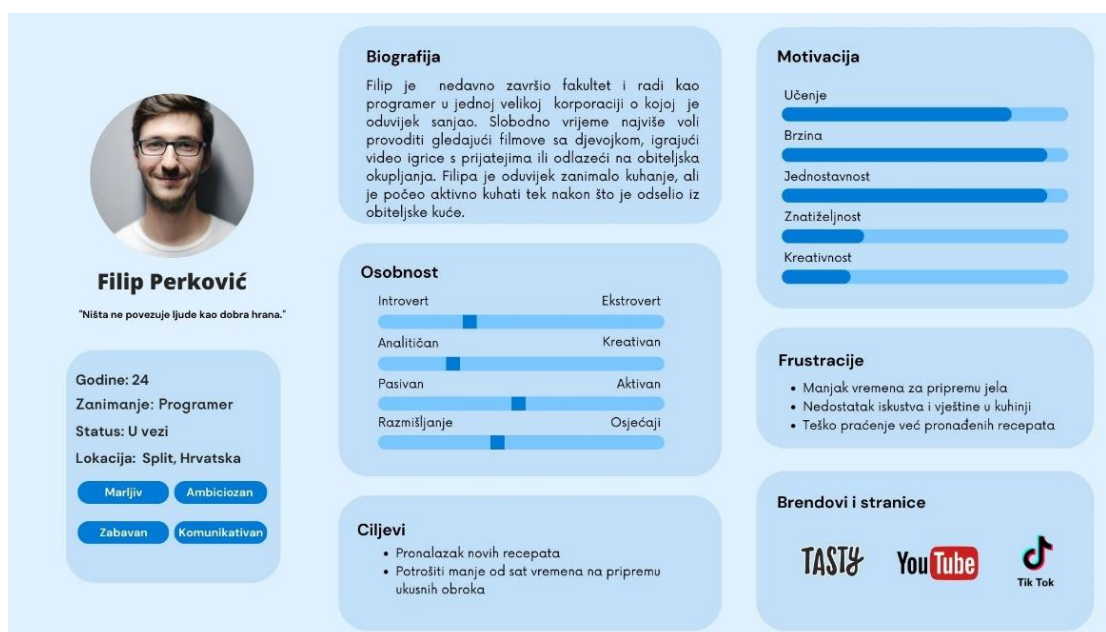 Filip Perković
"Ništa ne povezuje ljude kao dobra hrana."
Godine: 24
Zanimanje: Programer
Status: U vezi
Lokacija: Split, Hrvatska
Marljiv
Ambiciozan
Zabavan
Komunikativan
Biografija
Filip je nedavno završio fakultet i radi kao
programer u jednoj velikoj korporaciji o kojoj je
oduvijek sanjao. Slobodno vrijeme najviše voli
provoditi gledajući filmove sa djevojkom, igrajući
video igrice s prijateljima ili odlazeći na obiteljska
okupljanja. Filipa je oduvijek zanimalo kuhanje, ali
je počeo aktivno kuhati tek nakon što je odselio iz
obiteljske kuće.
Osobnost
Introvert
Ekstrovert
Analitičan
Kreativan
Pasivan
Aktivan
Razmišljanje
Osjećaji
Ciljevi
• Pronalazak novih recepata
• Potrošiti manje od sat vremena na pripremu
ukusnih obroka
Motivacija
Učenje
Brzina
Jednostavnost
Znatiželjnost
Kreativnost
Frustracije
• Manjak vremena za pripremu jela
• Nedostatak iskustva i vještine u kuhinji
• Teško praćenje već pronađenih recepata
Brendovi i stranice
TASTY
YouTube
Tik Tok